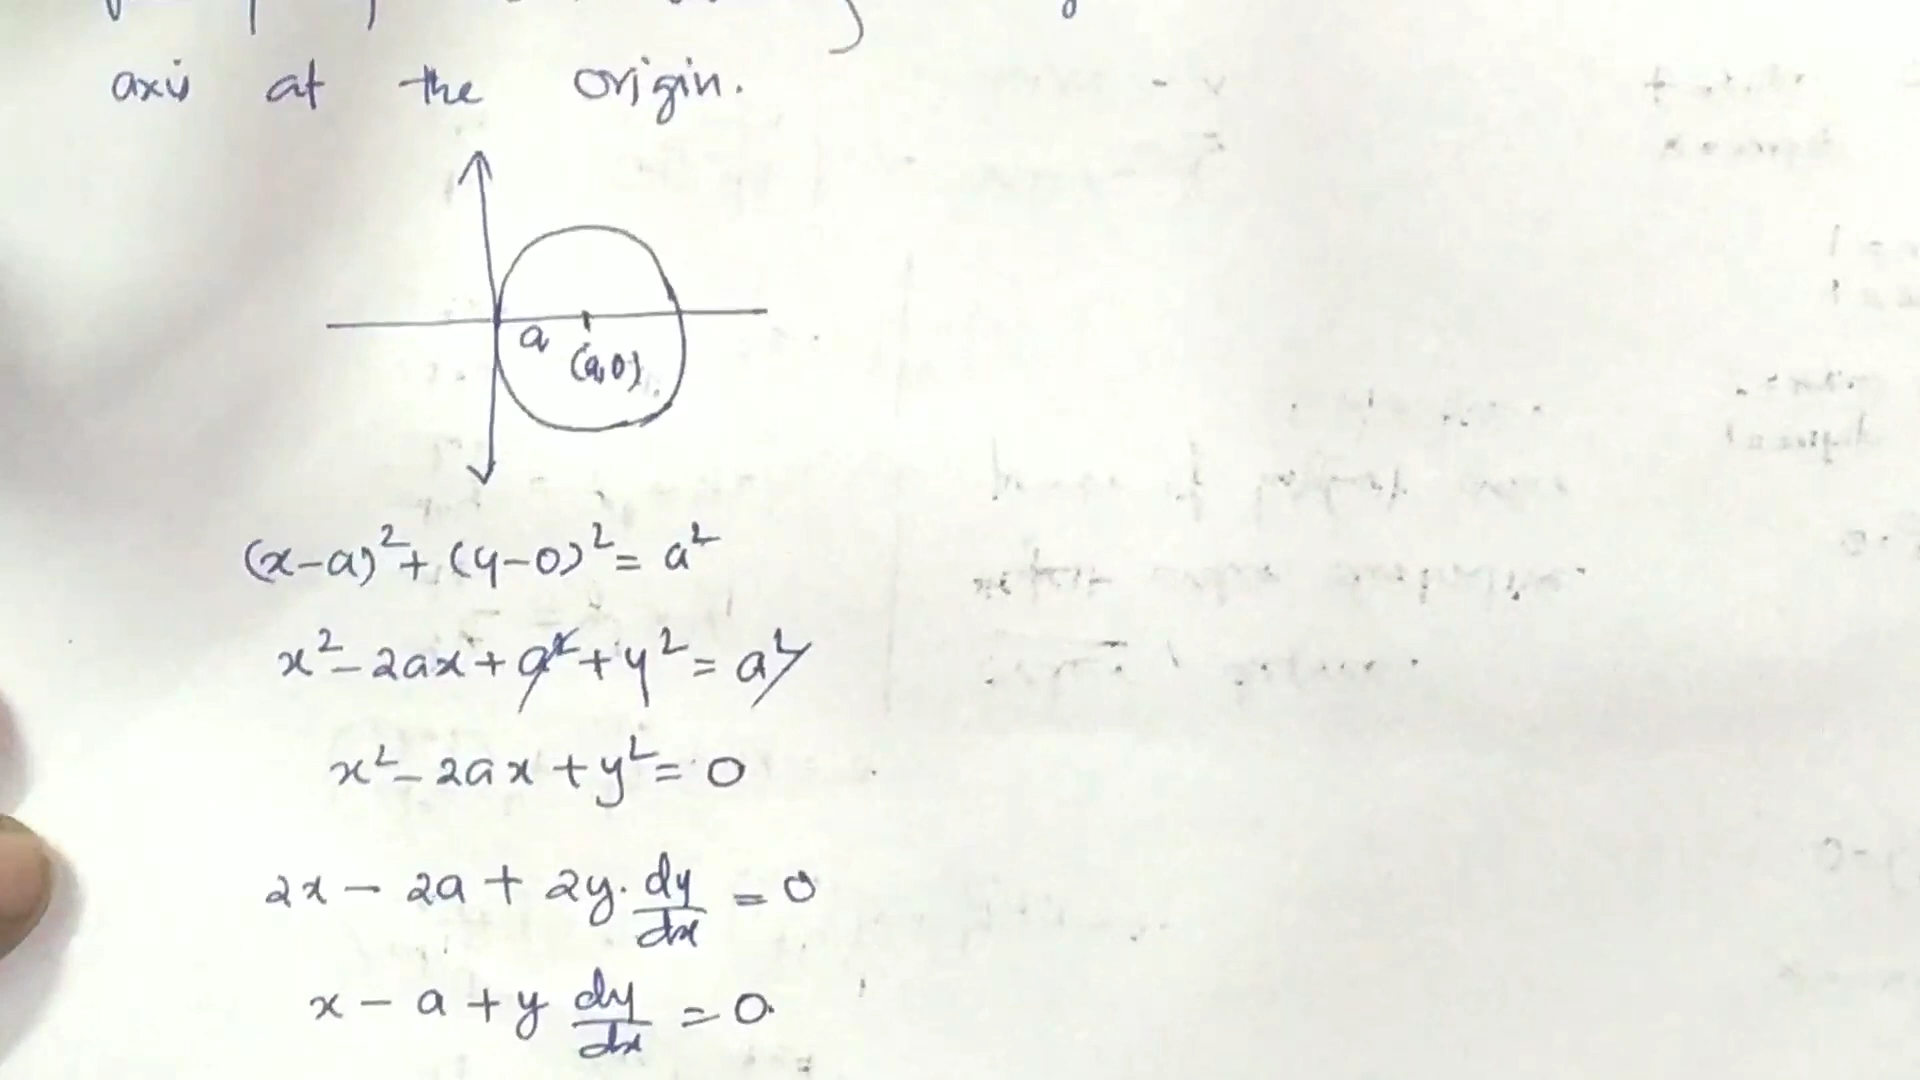 axis at the origin.
a
(a,0)
(x-a)²+(y-0)²= a²
x²-2ax+a²+y²=a²
x²-2ax+y²=0
2x - 2a + 2y. dy/dx = 0
x - a + y dy/dx = 0.